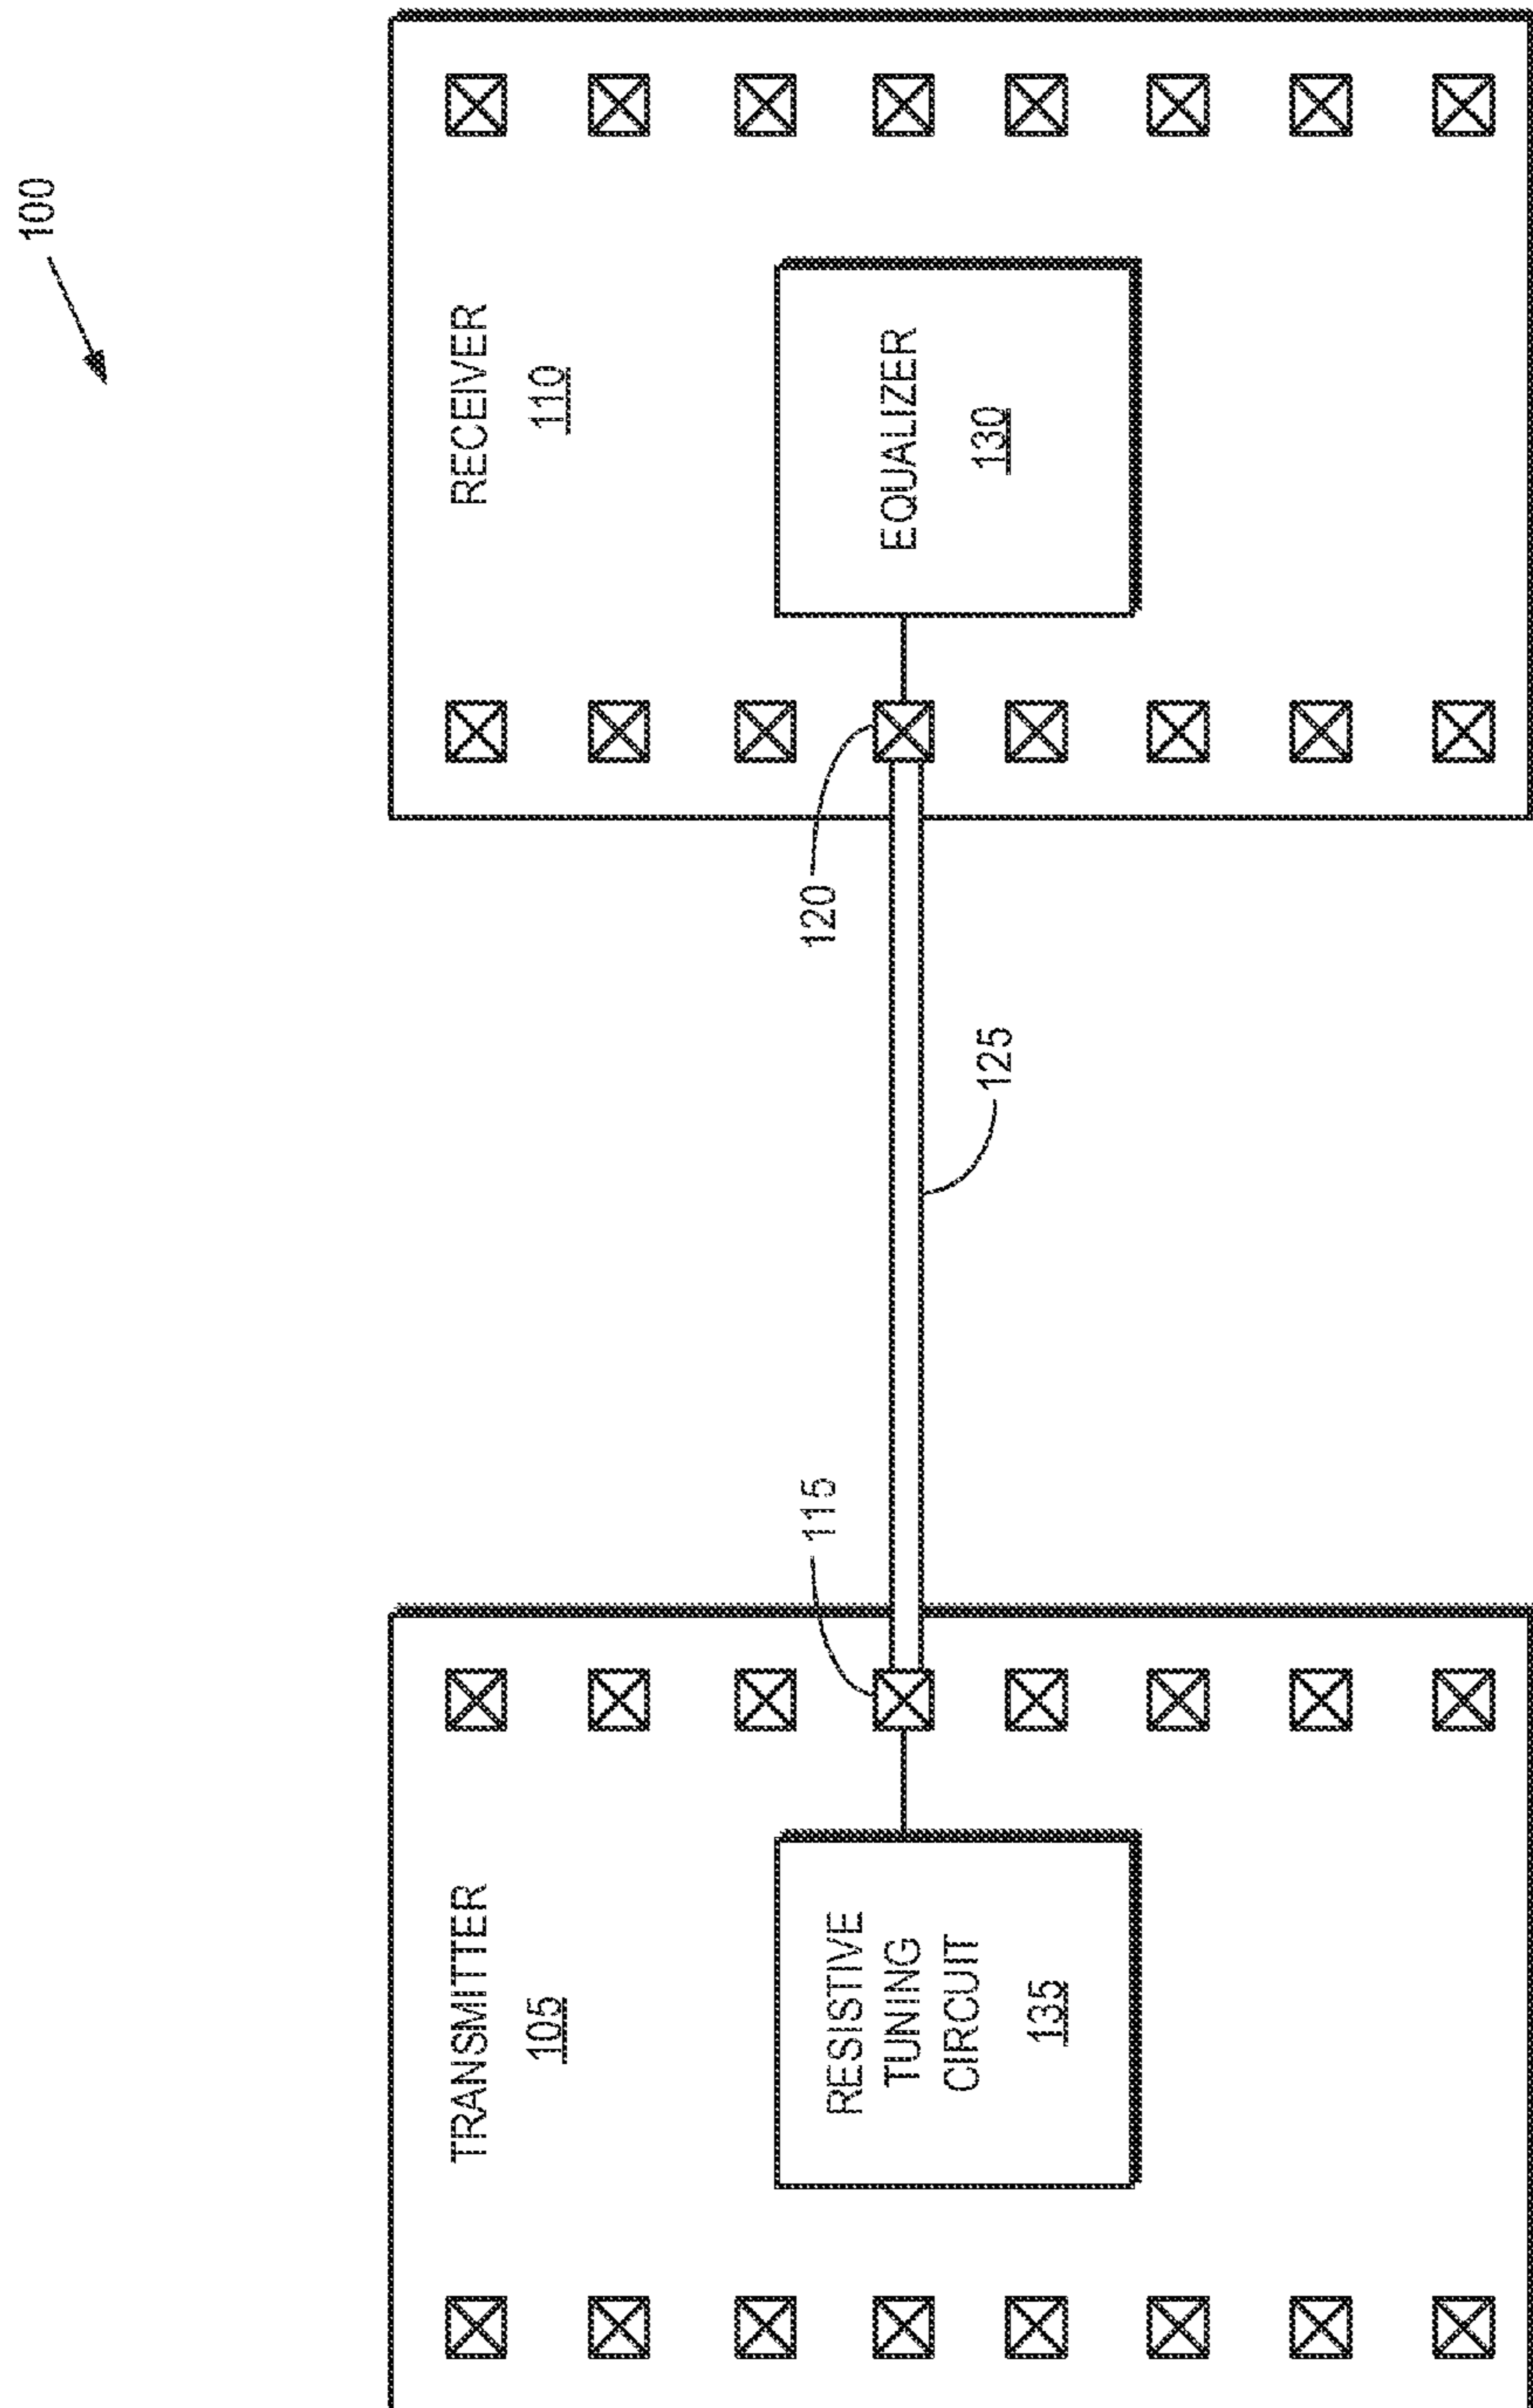 100
TRANSMITTER
105
RESISTIVE
TUNING
CIRCUIT
135
115
125
120
RECEIVER
110
EQUALIZER
130